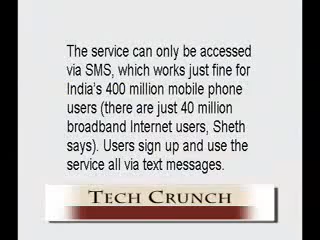 The service can only be accessed
via SMS, which works just fine for
India's 400 million mobile phone
users (there are just 40 million
broadband Internet users, Sheth
says). Users sign up and use the
service all via text messages.
TECH CRUNCH